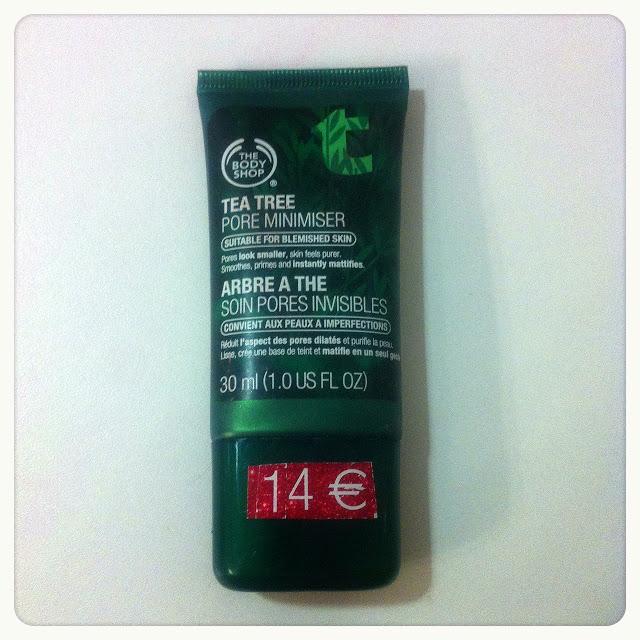 t
THE
BODY
SHOP
®
TEA TREE
PORE MINIMISER
SUITABLE FOR BLEMISHED SKIN
Pores look smaller, skin feels purer.
Smoothes, primes and instantly mattifies.
ARBRE A THE
SOIN PORES INVISIBLES
CONVIENT AUX PEAUX A IMPERFECTIONS
Réduit l'aspect des pores dilatés et purifie la peau.
Lisse, crée une base de teint et matifie en un seul
30 ml (1.0 US FL OZ)
14 €